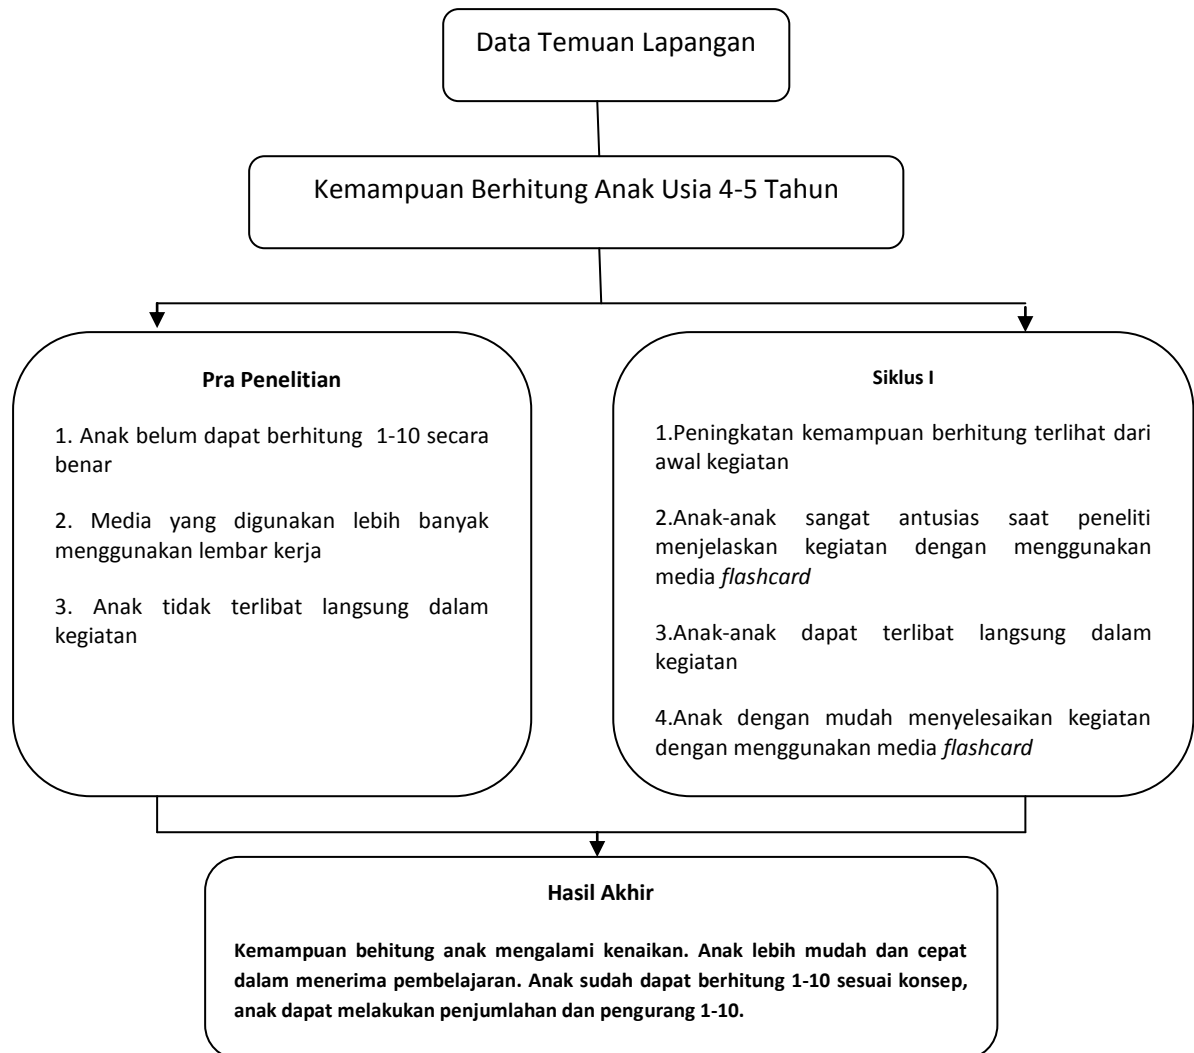 Data Temuan Lapangan
Kemampuan Berhitung Anak Usia 4-5 Tahun
Pra Penelitian
1. Anak belum dapat berhitung 1-10 secara
benar
2. Media yang digunakan lebih banyak
menggunakan lembar kerja
3. Anak tidak terlibat langsung dalam
kegiatan
Siklus I
1.Peningkatan kemampuan berhitung terlihat dari
awal kegiatan
2.Anak-anak sangat antusias saat peneliti
menjelaskan kegiatan dengan menggunakan
media flashcard
3.Anak-anak dapat terlibat langsung dalam
kegiatan
4.Anak dengan mudah menyelesaikan kegiatan
dengan menggunakan media flashcard
Hasil Akhir
Kemampuan behitung anak mengalami kenaikan. Anak lebih mudah dan cepat
dalam menerima pembelajaran. Anak sudah dapat berhitung 1-10 sesuai konsep,
anak dapat melakukan penjumlahan dan pengurang 1-10.